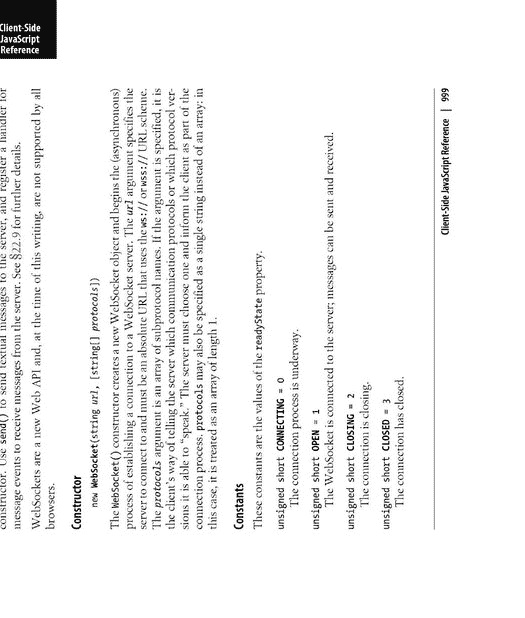 Client-Side
JavaScript
Reference
constructor. Use send() to send textual messages to the server, and register a handler for
message events to receive messages from the server. See §22.9 for further details.
WebSockets are a new Web API and, at the time of this writing, are not supported by all
browsers.
Constructor
new WebSocket(string url, [string[] protocols])
The WebSocket() constructor creates a new WebSocket object and begins the (asynchronous)
process of establishing a connection to a WebSocket server. The url argument specifies the
server to connect to and must be an absolute URL that uses the ws:// or wss:// URL scheme.
The protocols argument is an array of subprotocol names. If the argument is specified, it is
the client's way of telling the server which communication protocols or which protocol ver-
sions it is able to "speak." The server must choose one and inform the client as part of the
connection process. protocols may also be specified as a single string instead of an array: in
this case, it is treated as an array of length 1.
Constants
These constants are the values of the readyState property.
unsigned short CONNECTING = 0
The connection process is underway.
unsigned short OPEN = 1
The WebSocket is connected to the server; messages can be sent and received.
unsigned short CLOSING = 2
The connection is closing.
unsigned short CLOSED = 3
The connection has closed.
Client-Side JavaScript Reference | 999